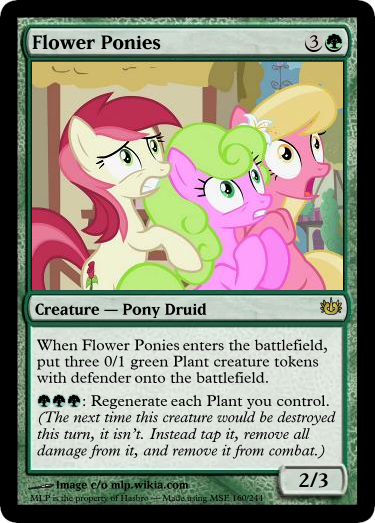 Flower Ponies 3
Creature — Pony Druid
When Flower Ponies enters the battlefield,
put three 0/1 green Plant creature tokens
with defender onto the battlefield.
: Regenerate each Plant you control.
(The next time this creature would be destroyed
this turn, it isn't. Instead tap it, remove all
damage from it, and remove it from combat.)
Image c/o mlp.wikia.com
MLP is the property of Hasbro — Made using MSE 160/244
2/3